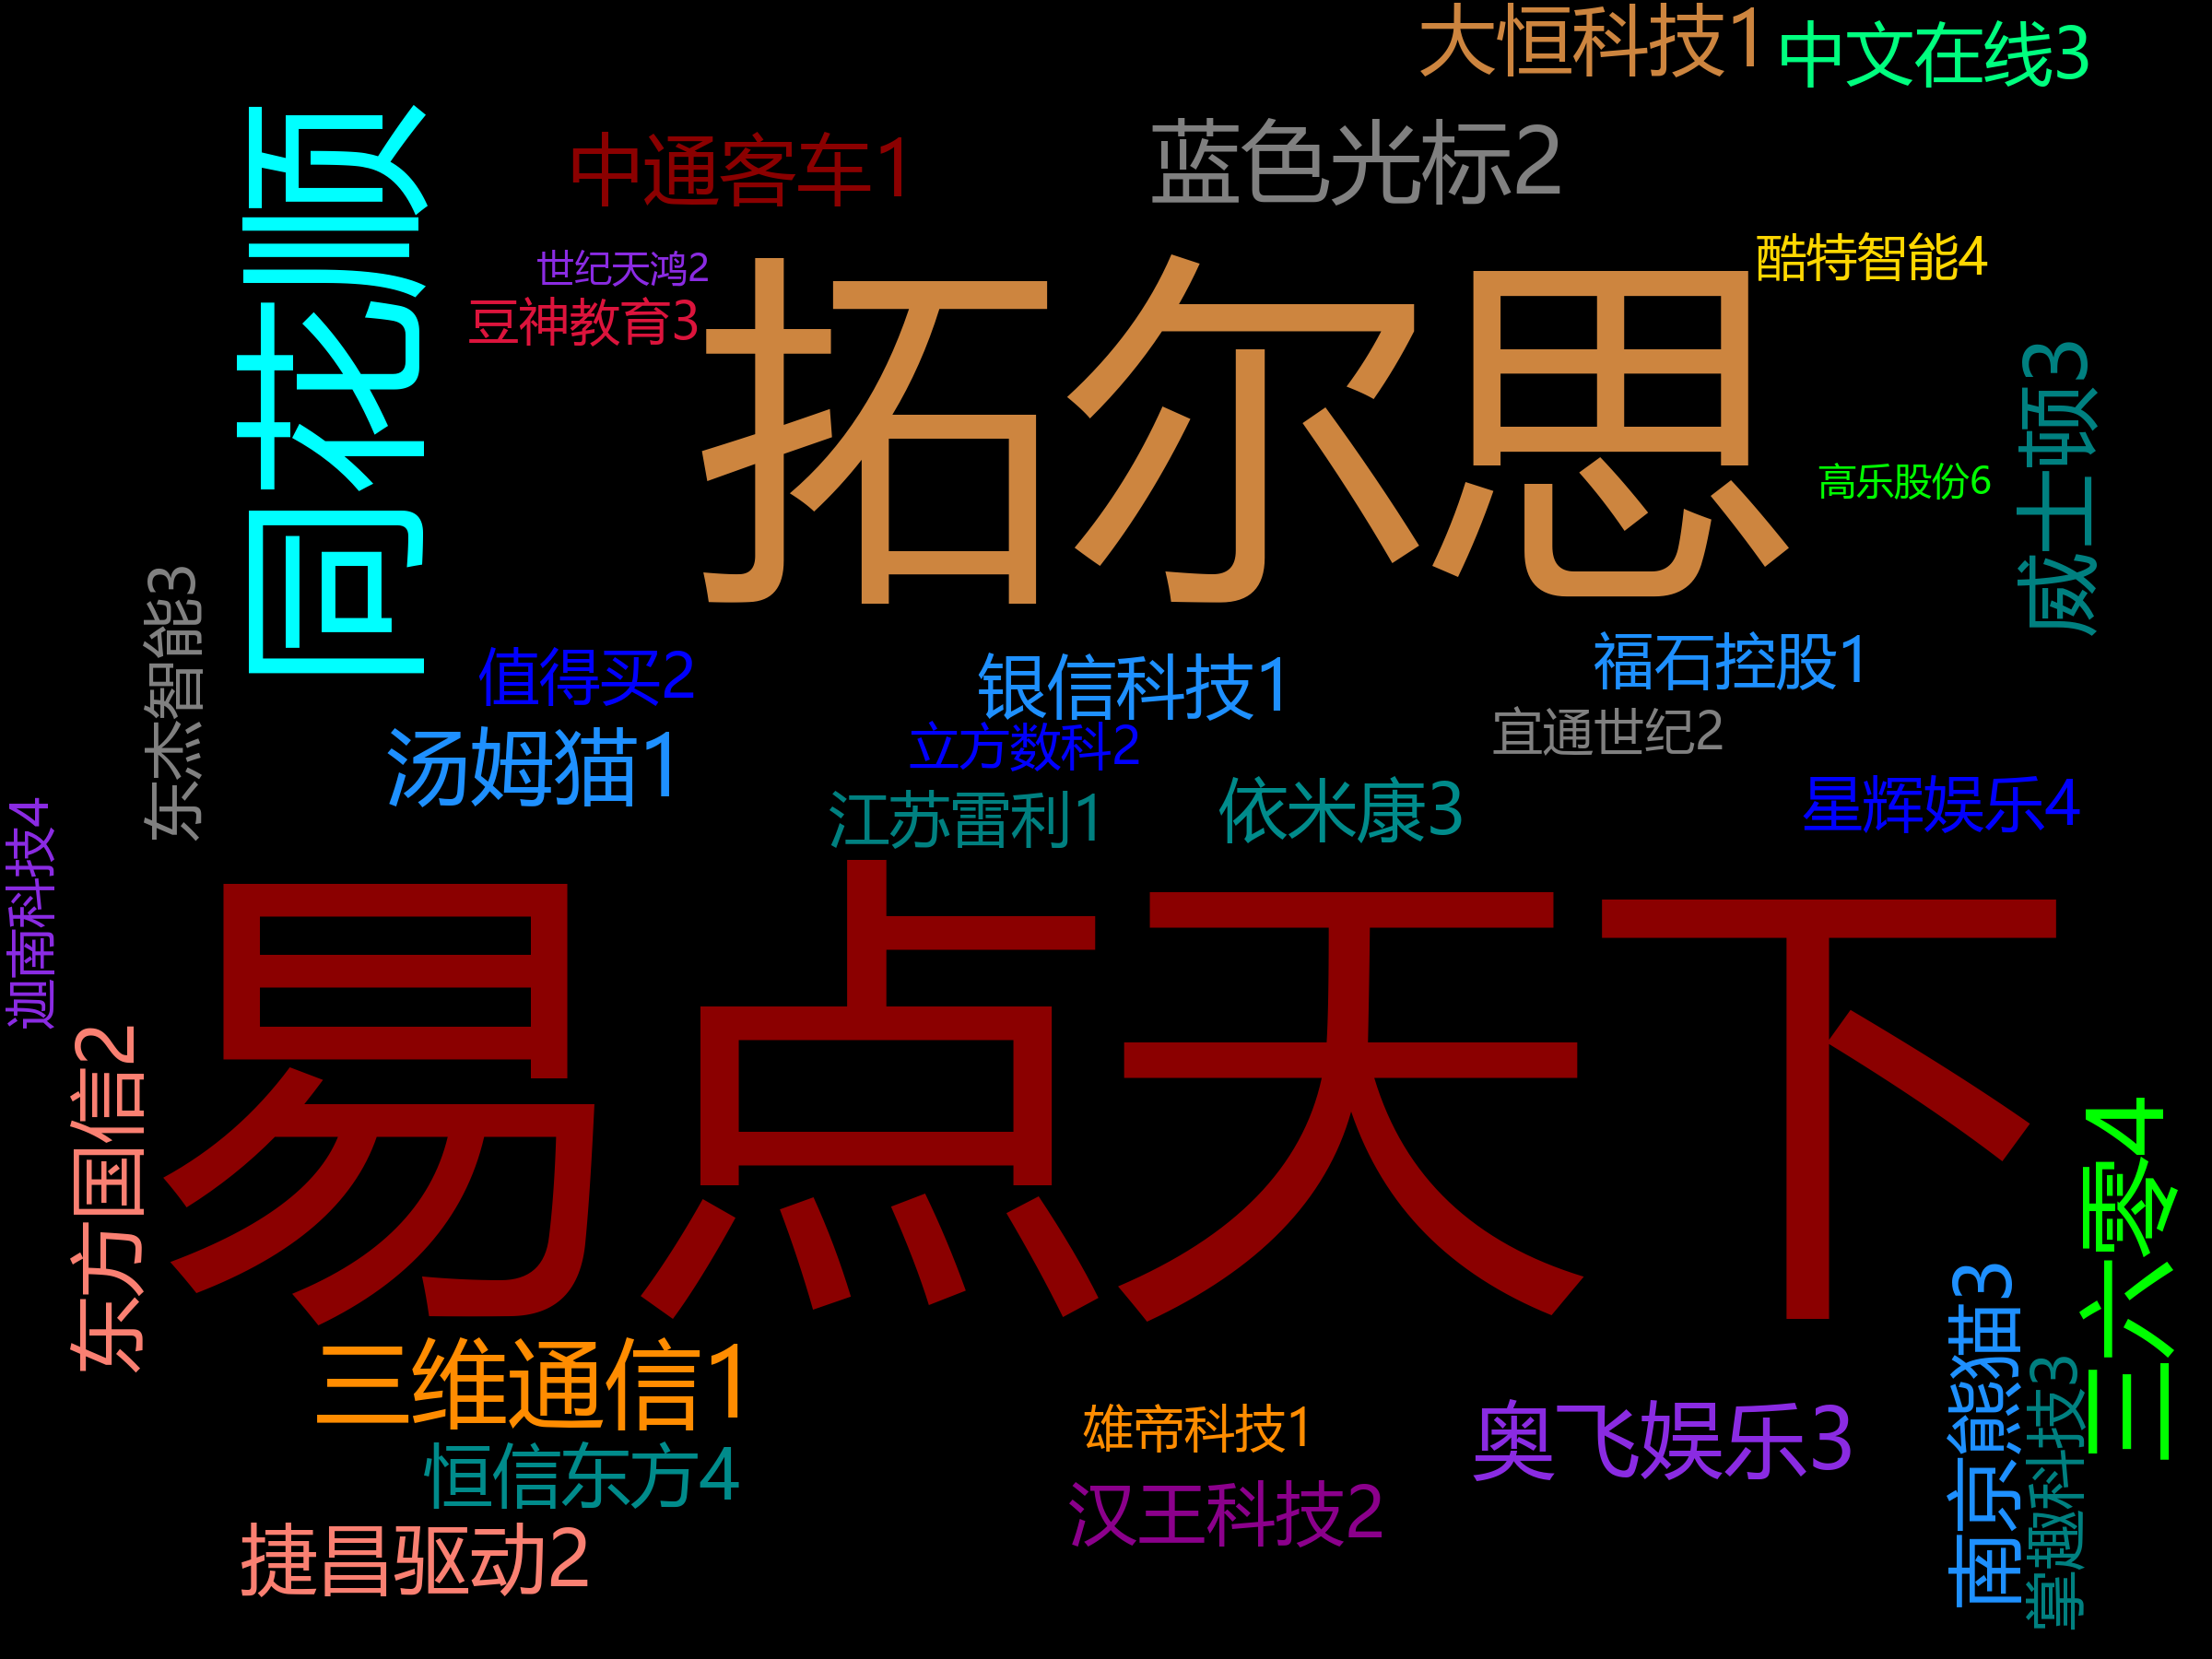 大恒科技1
中文在线3
同花顺
中通客车1
蓝色光标2
世纪天鸿2
豆神教育3
酷特智能4
拓尔思
威士顿3
高乐股份6
东杰智能3
值得买2
银信科技1
福石控股1
汤姆猫1
立方数科2
宜通世纪2
江苏雷利1
依米康3
星辉娱乐4
迦南科技4
易点天下
东方国信2
三六零4
三维通信1
南京熊猫3
掌趣科技3
恒信东方4
雄帝科技1
奥飞娱乐3
汉王科技2
捷昌驱动2